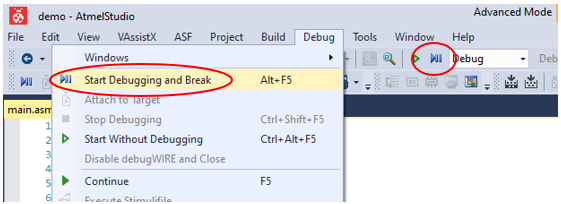 demo - AtmelStudio
Advanced Mode
File Edit View VAssistX ASF Project Build Debug Tools Window Help
Debug
Deb
Windows
Start Debugging and Break Alt+F5
Attach to Target
main.asm
Stop Debugging Ctrl+Shift+F5
1
Start Without Debugging Ctrl+Alt+F5
2
3
Disable debugWIRE and Close
4
5
Continue F5
6
Execute Stimulifile